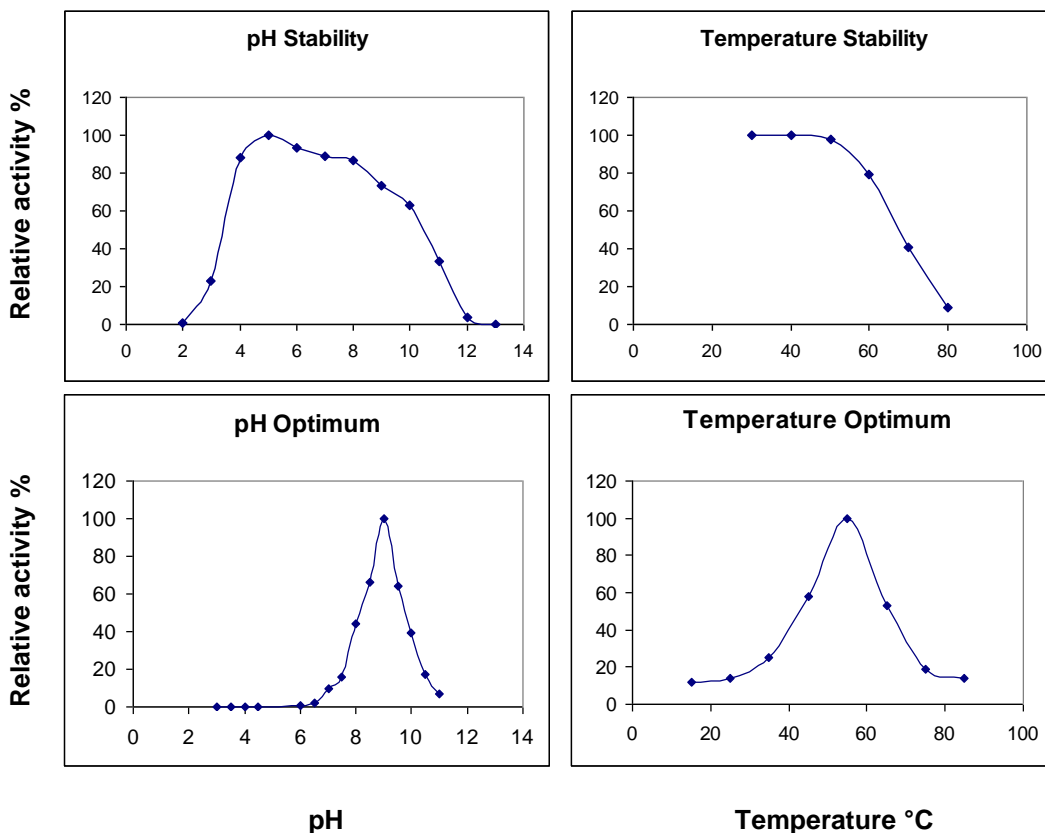 pH Stability
Relative activity %
120
100
80
60
40
20
0
0 2 4 6 8 10 12 14
Temperature Stability
120
100
80
60
40
20
0
0 20 40 60 80 100
pH Optimum
Relative activity %
120
100
80
60
40
20
0
0 2 4 6 8 10 12 14
pH
Temperature Optimum
120
100
80
60
40
20
0
0 20 40 60 80 100
Temperature °C